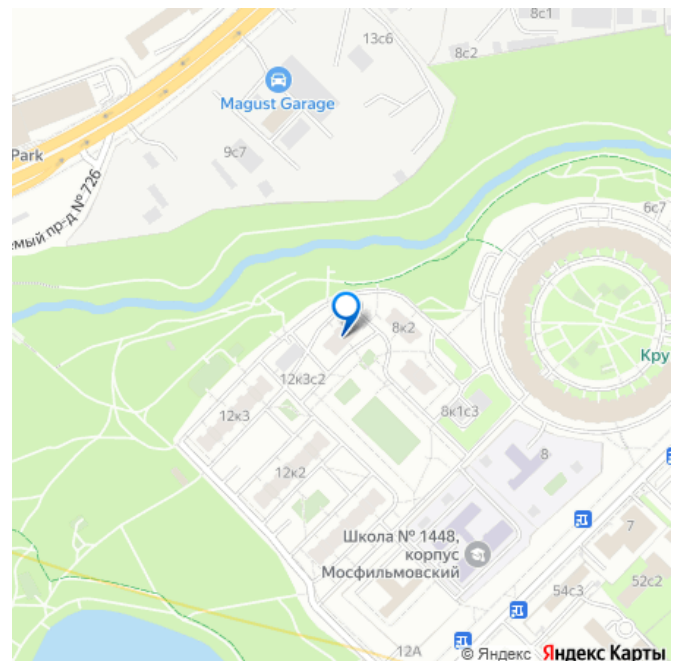 8с1
13с6
8с2
Magust Garage
Park
9с7
емый пр-д № 726
6с7
8к2
Кру
12к3с2
8к1с3
12к3
8
12к2
Школа № 1448,
корпус
Мосфильмовский
7
54с3
52с2
12А
© Яндекс Яндекс Карты